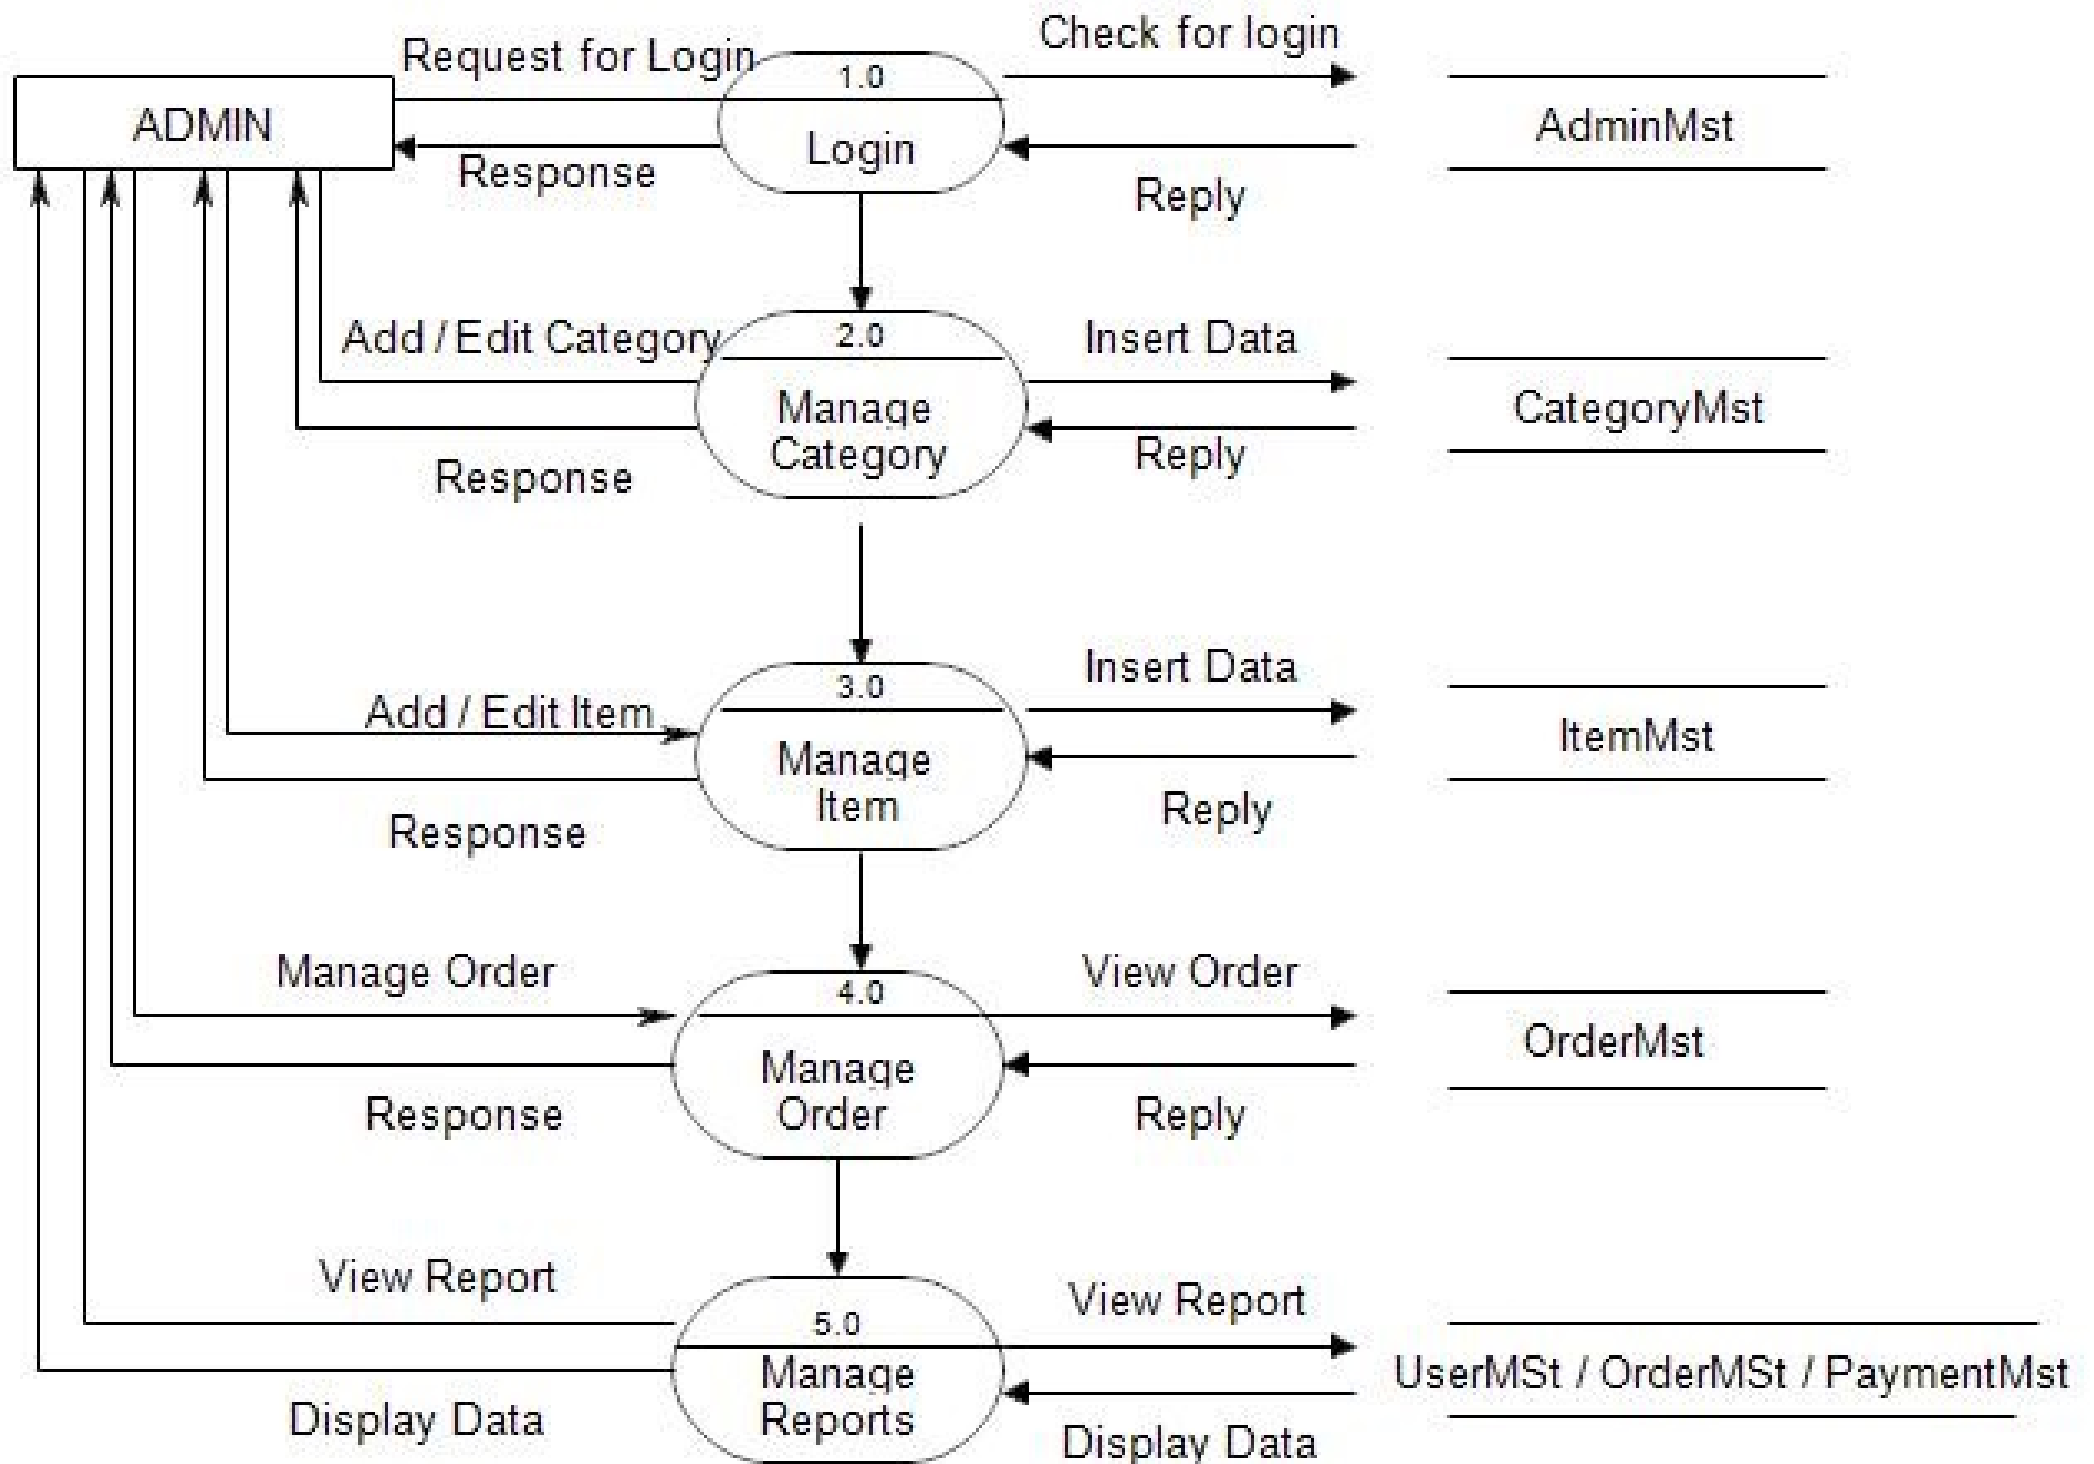 Request for Login
1.0
Check for login
ADMIN
Login
AdminMst
Response
Reply
Add / Edit Category
2.0
Insert Data
Manage
Category
CategoryMst
Response
Reply
Add / Edit Item
3.0
Insert Data
Manage
Item
ItemMst
Response
Reply
Manage Order
4.0
View Order
Manage
Order
OrderMst
Response
Reply
View Report
5.0
View Report
Manage
Reports
UserMSt / OrderMSt / PaymentMst
Display Data
Display Data